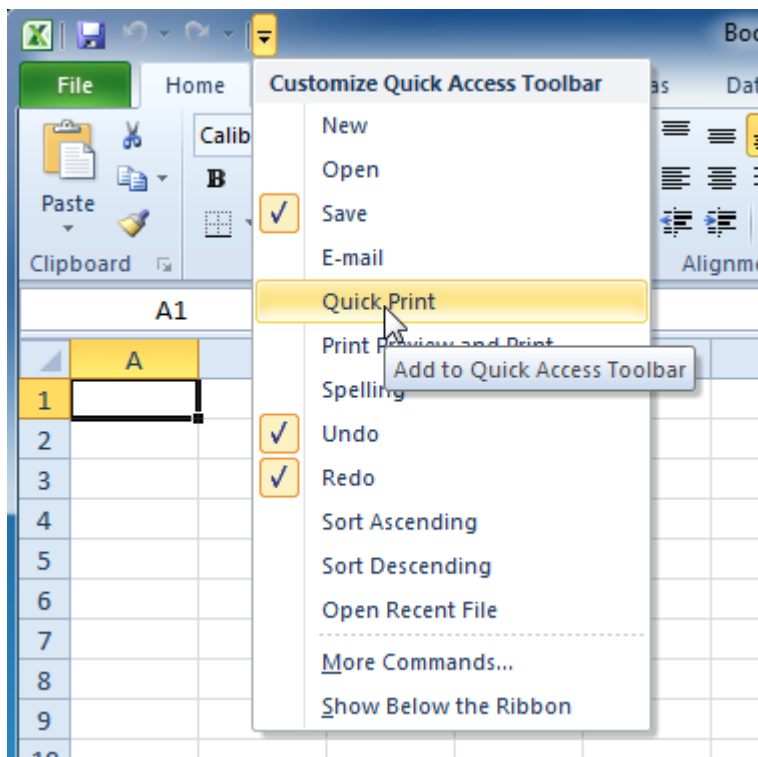 Boo
File Home Customize Quick Access Toolbar as Dat
Calib
New
Open
B
Paste
Save
Clipboard
E-mail
Alignme
A1
Quick Print
Print Preview and Print
Add to Quick Access Toolbar
A
Spelling
1
Undo
2
Redo
3
Sort Ascending
4
Sort Descending
5
Open Recent File
6
7
More Commands...
8
Show Below the Ribbon
9
10